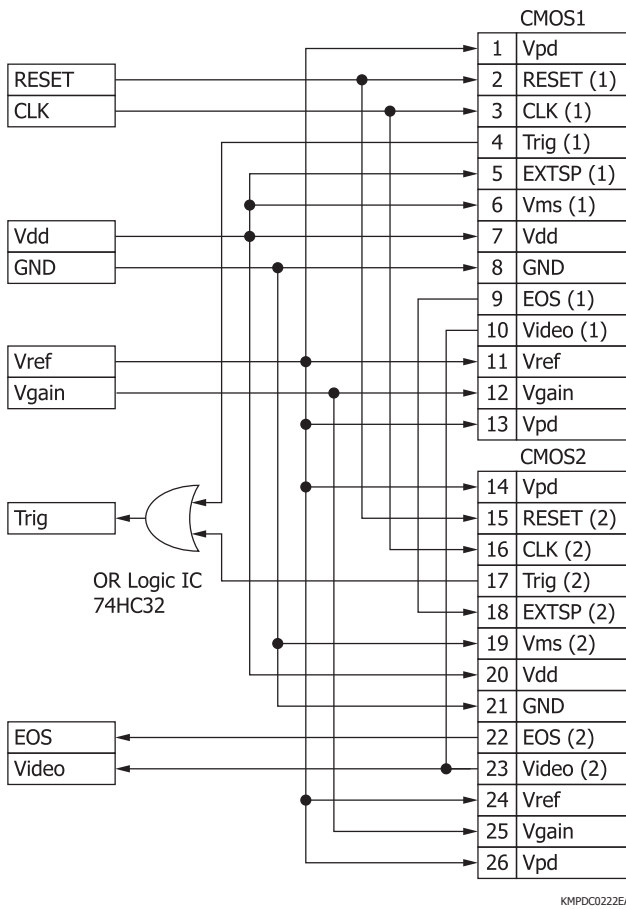 CMOS1
1 Vpd
RESET 2 RESET (1)
CLK 3 CLK (1)
4 Trig (1)
5 EXTSP (1)
6 Vms (1)
Vdd 7 Vdd
GND 8 GND
9 EOS (1)
10 Video (1)
Vref 11 Vref
Vgain 12 Vgain
13 Vpd
CMOS2
14 Vpd
Trig 15 RESET (2)
16 CLK (2)
OR Logic IC 17 Trig (2)
74HC32 18 EXTSP (2)
19 Vms (2)
20 Vdd
21 GND
EOS 22 EOS (2)
Video 23 Video (2)
24 Vref
25 Vgain
26 Vpd
KMPDC0222EA